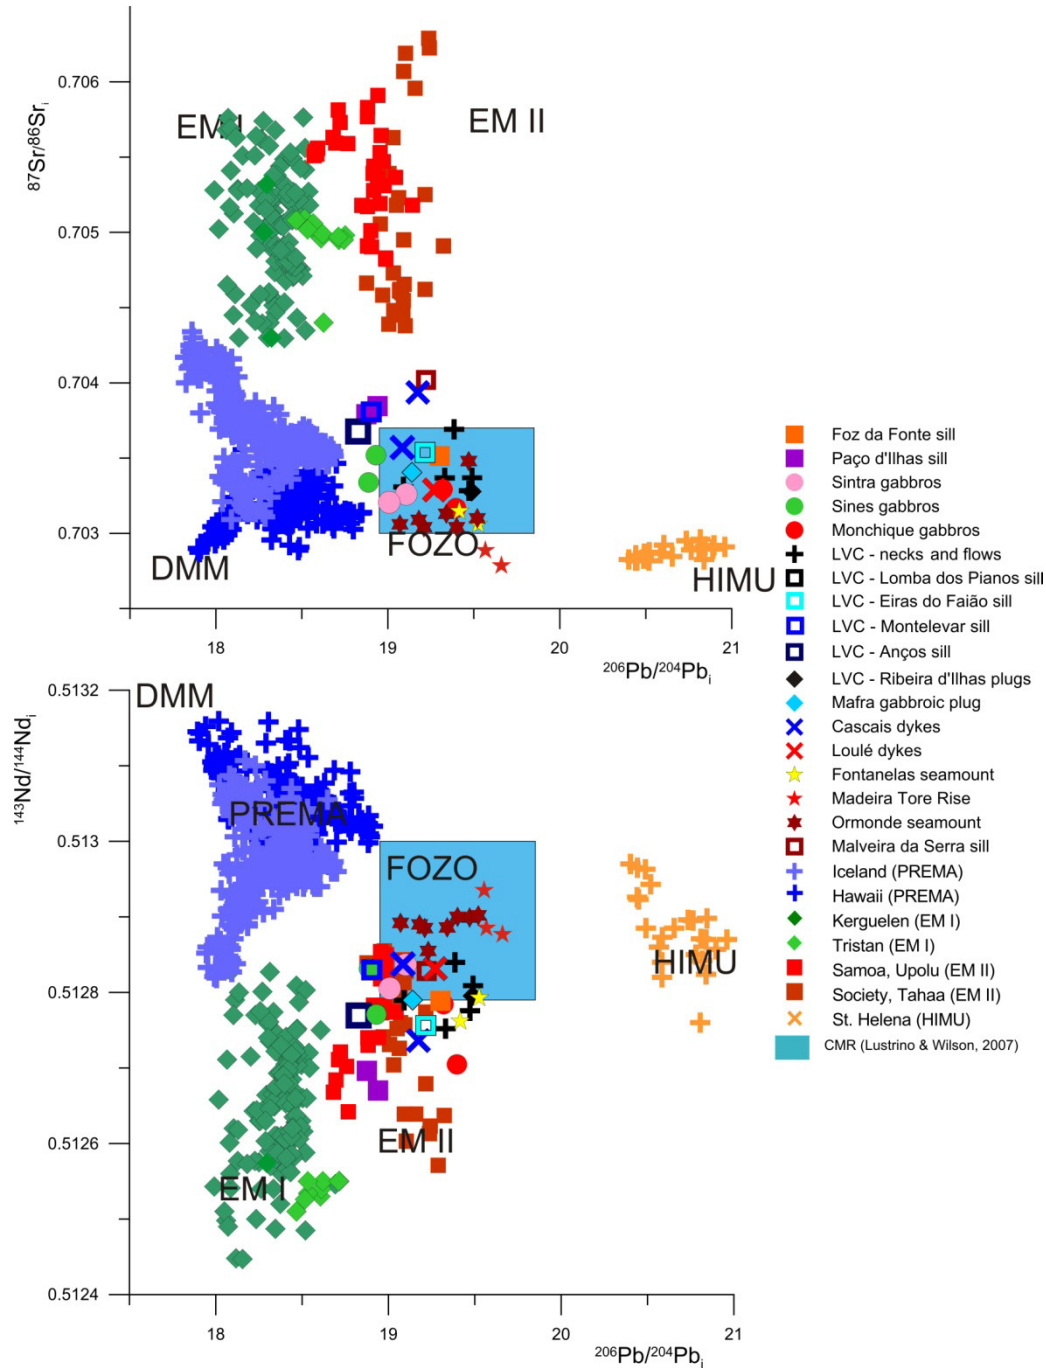 0.706
0.705
0.704
0.703
87Sr/86Sri
EM I
EM II
DMM
FOZO
HIMU
18
19
20
21
206Pb/204Pbi
0.5132
0.513
0.5128
0.5126
0.5124
143Nd/144Ndi
DMM
PREMA
FOZO
HIMU
EM II
EM I
18
19
20
21
206Pb/204Pbi
Foz da Fonte sill
Paço d'Ilhas sill
Sintra gabbros
Sines gabbros
Monchique gabbros
LVC - necks and flows
LVC - Lomba dos Pianos sill
LVC - Eiras do Faião sill
LVC - Montelevar sill
LVC - Anços sill
LVC - Ribeira d'Ilhas plugs
Mafra gabbroic plug
Cascais dykes
Loulé dykes
Fontanelas seamount
Madeira Tore Rise
Ormonde seamount
Malveira da Serra sill
Iceland (PREMA)
Hawaii (PREMA)
Kerguelen (EM I)
Tristan (EM I)
Samoa, Upolu (EM II)
Society, Tahaa (EM II)
St. Helena (HIMU)
CMR (Lustrino & Wilson, 2007)